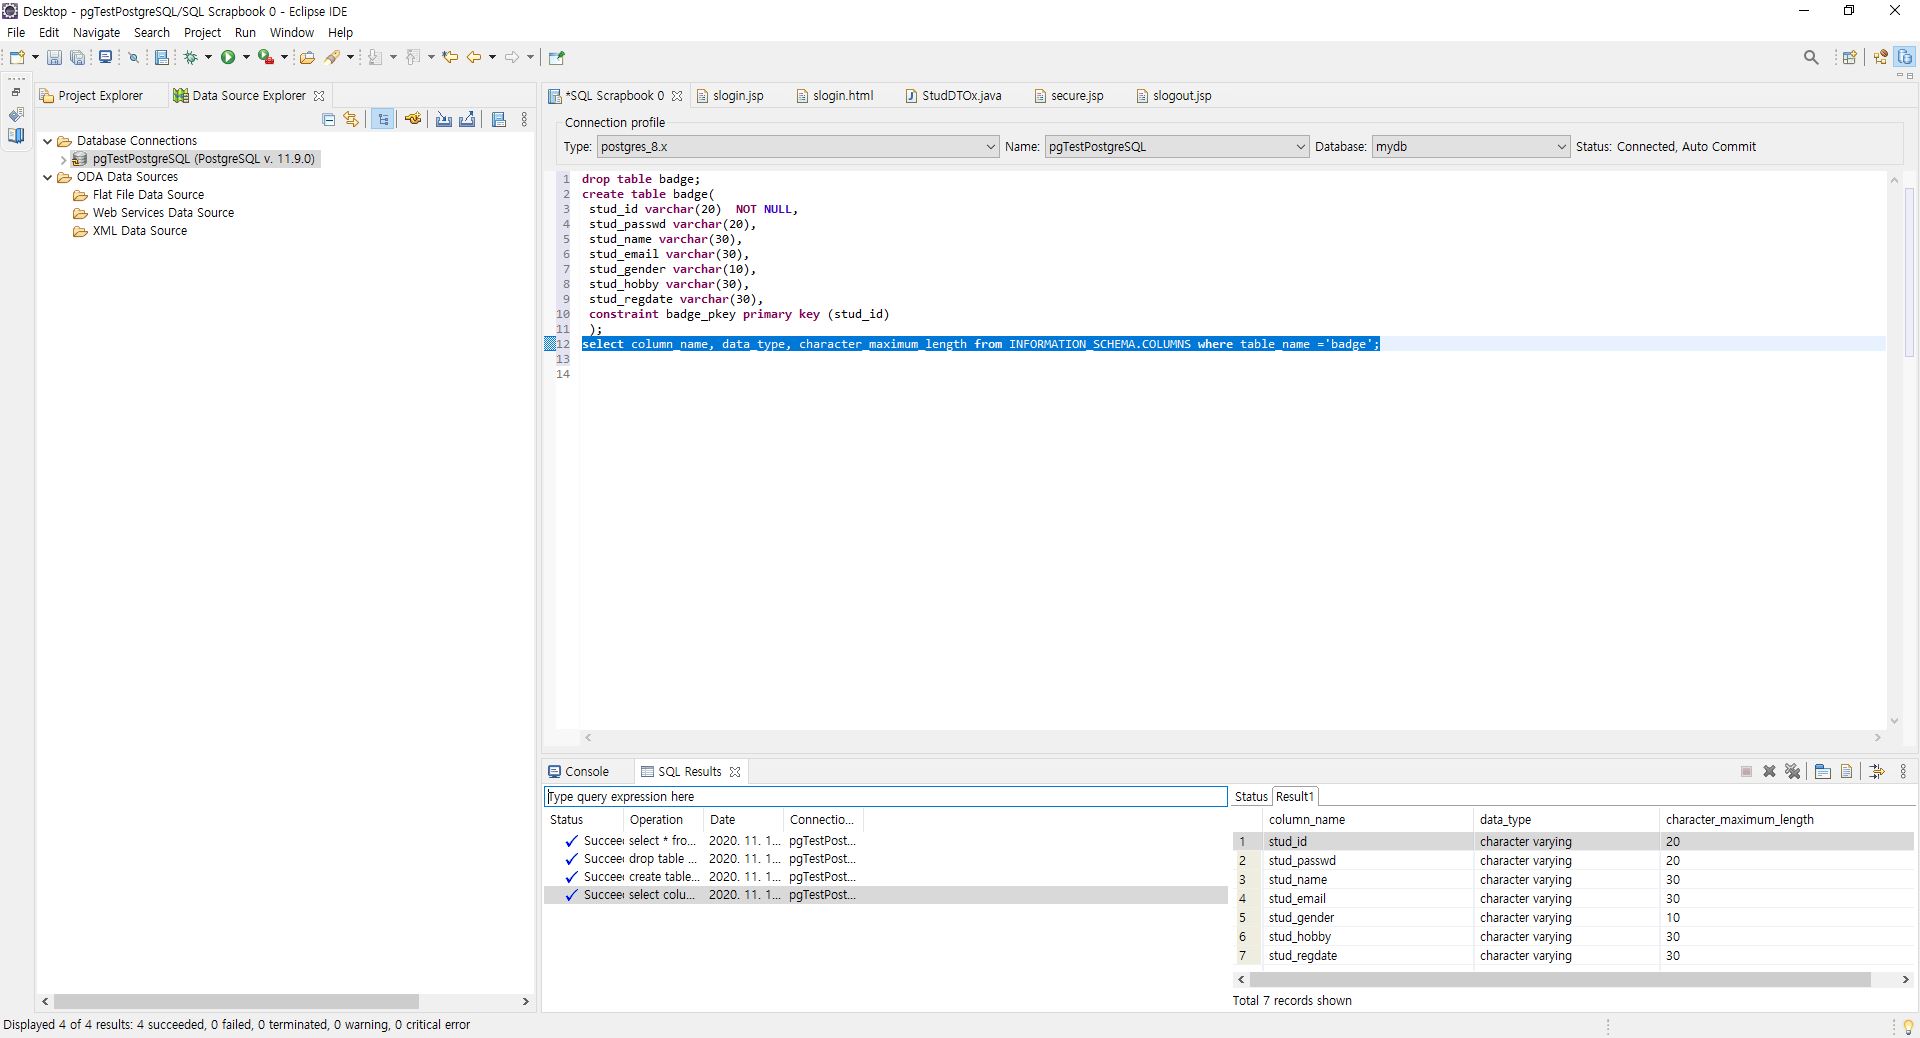 Desktop - pgTestPostgreSQL/SQL Scrapbook 0 - Eclipse IDE
File Edit Navigate Search Project Run Window Help
Project Explorer
Data Source Explorer
Database Connections
pgTestPostgreSQL (PostgreSQL v. 11.9.0)
ODA Data Sources
Flat File Data Source
Web Services Data Source
XML Data Source
*SQL Scrapbook 0 slogin.jsp slogin.html StudDTOx.java secure.jsp slogout.jsp
Connection profile
Type: postgres_8.x Name: pgTestPostgreSQL Database: mydb Status: Connected, Auto Commit
1 drop table badge;
2 create table badge(
3 stud_id varchar(20)  NOT NULL,
4 stud_passwd varchar(20),
5 stud_name varchar(30),
6 stud_email varchar(30),
7 stud_gender varchar(10),
8 stud_hobby varchar(30),
9 stud_regdate varchar(30),
10 constraint badge_pkey primary key (stud_id)
11 );
12 select column_name, data_type, character_maximum_length from INFORMATION_SCHEMA.COLUMNS where table_name ='badge';
13
14
Console SQL Results
Type query expression here
Status Operation Date Connectio...
Succee select * fro... 2020. 11. 1... pgTestPost...
Succee drop table ... 2020. 11. 1... pgTestPost...
Succee create table... 2020. 11. 1... pgTestPost...
Succee select colu... 2020. 11. 1... pgTestPost...
Status Result1
column_name data_type character_maximum_length
1 stud_id character varying 20
2 stud_passwd character varying 20
3 stud_name character varying 30
4 stud_email character varying 30
5 stud_gender character varying 10
6 stud_hobby character varying 30
7 stud_regdate character varying 30
Total 7 records shown
Displayed 4 of 4 results: 4 succeeded, 0 failed, 0 terminated, 0 warning, 0 critical error